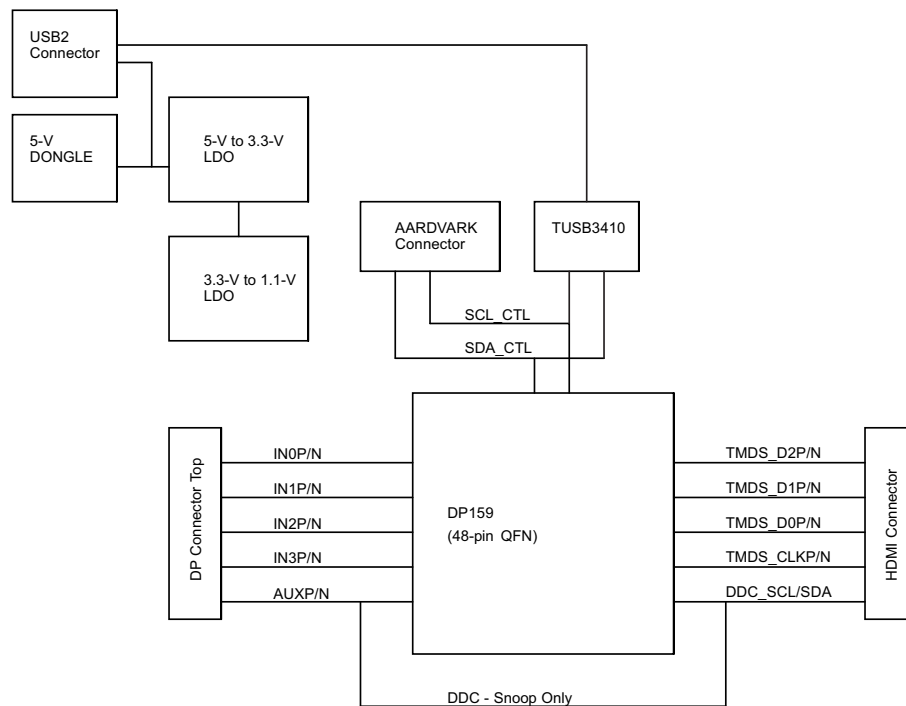 USB2
Connector
5-V
DONGLE
5-V to 3.3-V
LDO
3.3-V to 1.1-V
LDO
AARDVARK
Connector
TUSB3410
SCL_CTL
SDA_CTL
DP Connector Top
IN0P/N
IN1P/N
IN2P/N
IN3P/N
AUXP/N
DP159
(48-pin QFN)
TMDS_D2P/N
TMDS_D1P/N
TMDS_D0P/N
TMDS_CLKP/N
DDC_SCL/SDA
HDMI Connector
DDC - Snoop Only